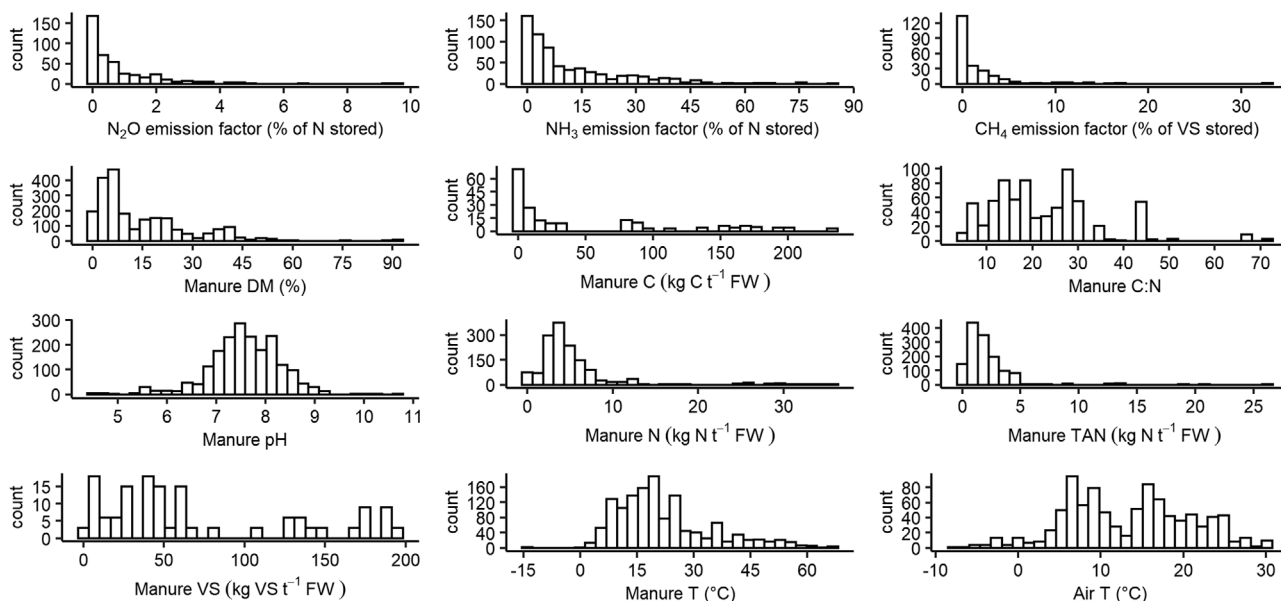 count
150
100
50
0
0 2 4 6 8 10
N₂O emission factor (% of N stored)
count
150
100
50
0
0 15 30 45 60 75 90
NH₃ emission factor (% of N stored)
count
120
90
60
30
0
0 10 20 30
CH₄ emission factor (% of VS stored)
count
400
300
200
100
0
0 15 30 45 60 75 90
Manure DM (%)
count
60
45
30
15
0
0 50 100 150 200
Manure C (kg C t⁻¹ FW )
count
100
80
60
40
20
0
10 20 30 40 50 60 70
Manure C:N
count
300
200
100
0
5 6 7 8 9 10 11
Manure pH
count
300
150
0
0 10 20 30
Manure N (kg N t⁻¹ FW)
count
400
300
200
100
0
0 5 10 15 20 25
Manure TAN (kg N t⁻¹ FW)
count
15
10
5
0
0 50 100 150 200
Manure VS (kg VS t⁻¹ FW)
count
160
120
80
40
0
-15 0 15 30 45 60
Manure T (°C)
count
80
60
40
20
0
-10 0 10 20 30
Air T (°C)